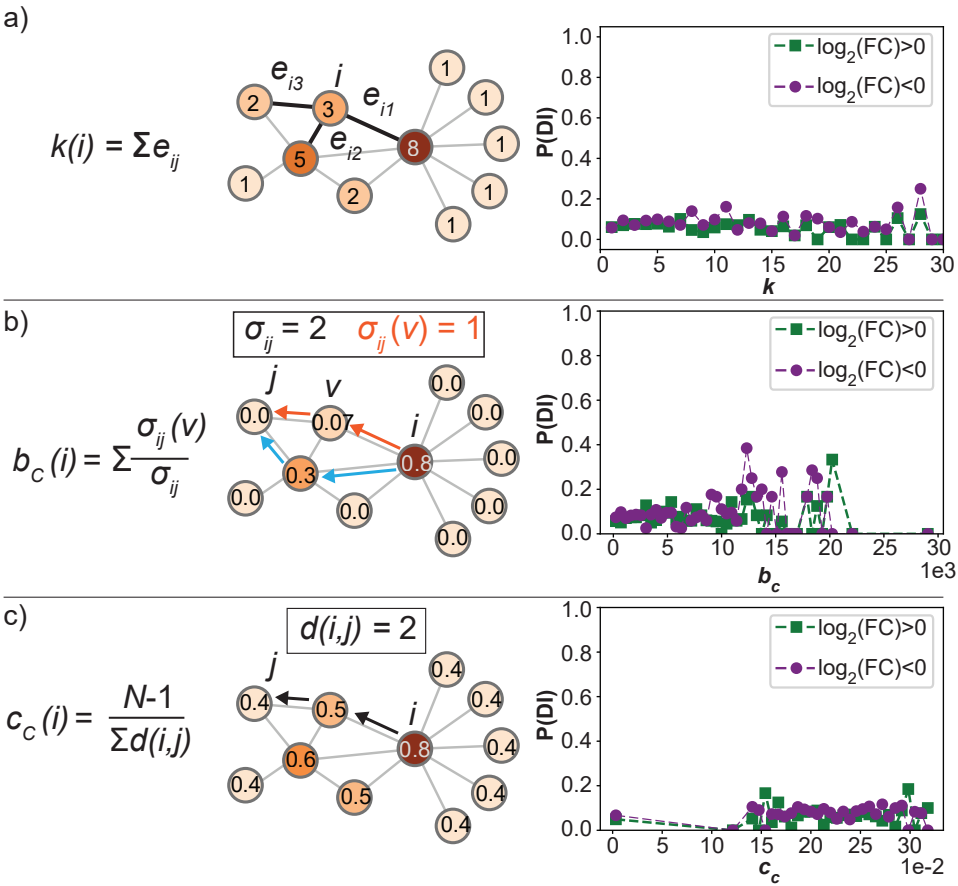 a)
k(i) = Σe_ij
e_i3
i
e_i1
e_i2
2
3
5
8
1
2
1
1
1
1
1
1
P(DI)
1.0
0.8
0.6
0.4
0.2
0.0
log_2(FC)>0
log_2(FC)<0
0 5 10 15 20 25 30
k
b)
σ_ij = 2 σ_ij(v) = 1
b_C(i) = Σ σ_ij(v) / σ_ij
j
v
i
0.0
0.07
0.3
0.8
0.0
0.0
0.0
0.0
0.0
0.0
0.0
P(DI)
1.0
0.8
0.6
0.4
0.2
0.0
log_2(FC)>0
log_2(FC)<0
0 5 10 15 20 25 30
1e3
b_c
c)
d(i,j) = 2
c_C(i) = N-1 / Σd(i,j)
j
i
0.4
0.5
0.6
0.8
0.4
0.5
0.4
0.4
0.4
0.4
0.4
P(DI)
1.0
0.8
0.6
0.4
0.2
0.0
log_2(FC)>0
log_2(FC)<0
0 5 10 15 20 25 30
1e-2
c_c